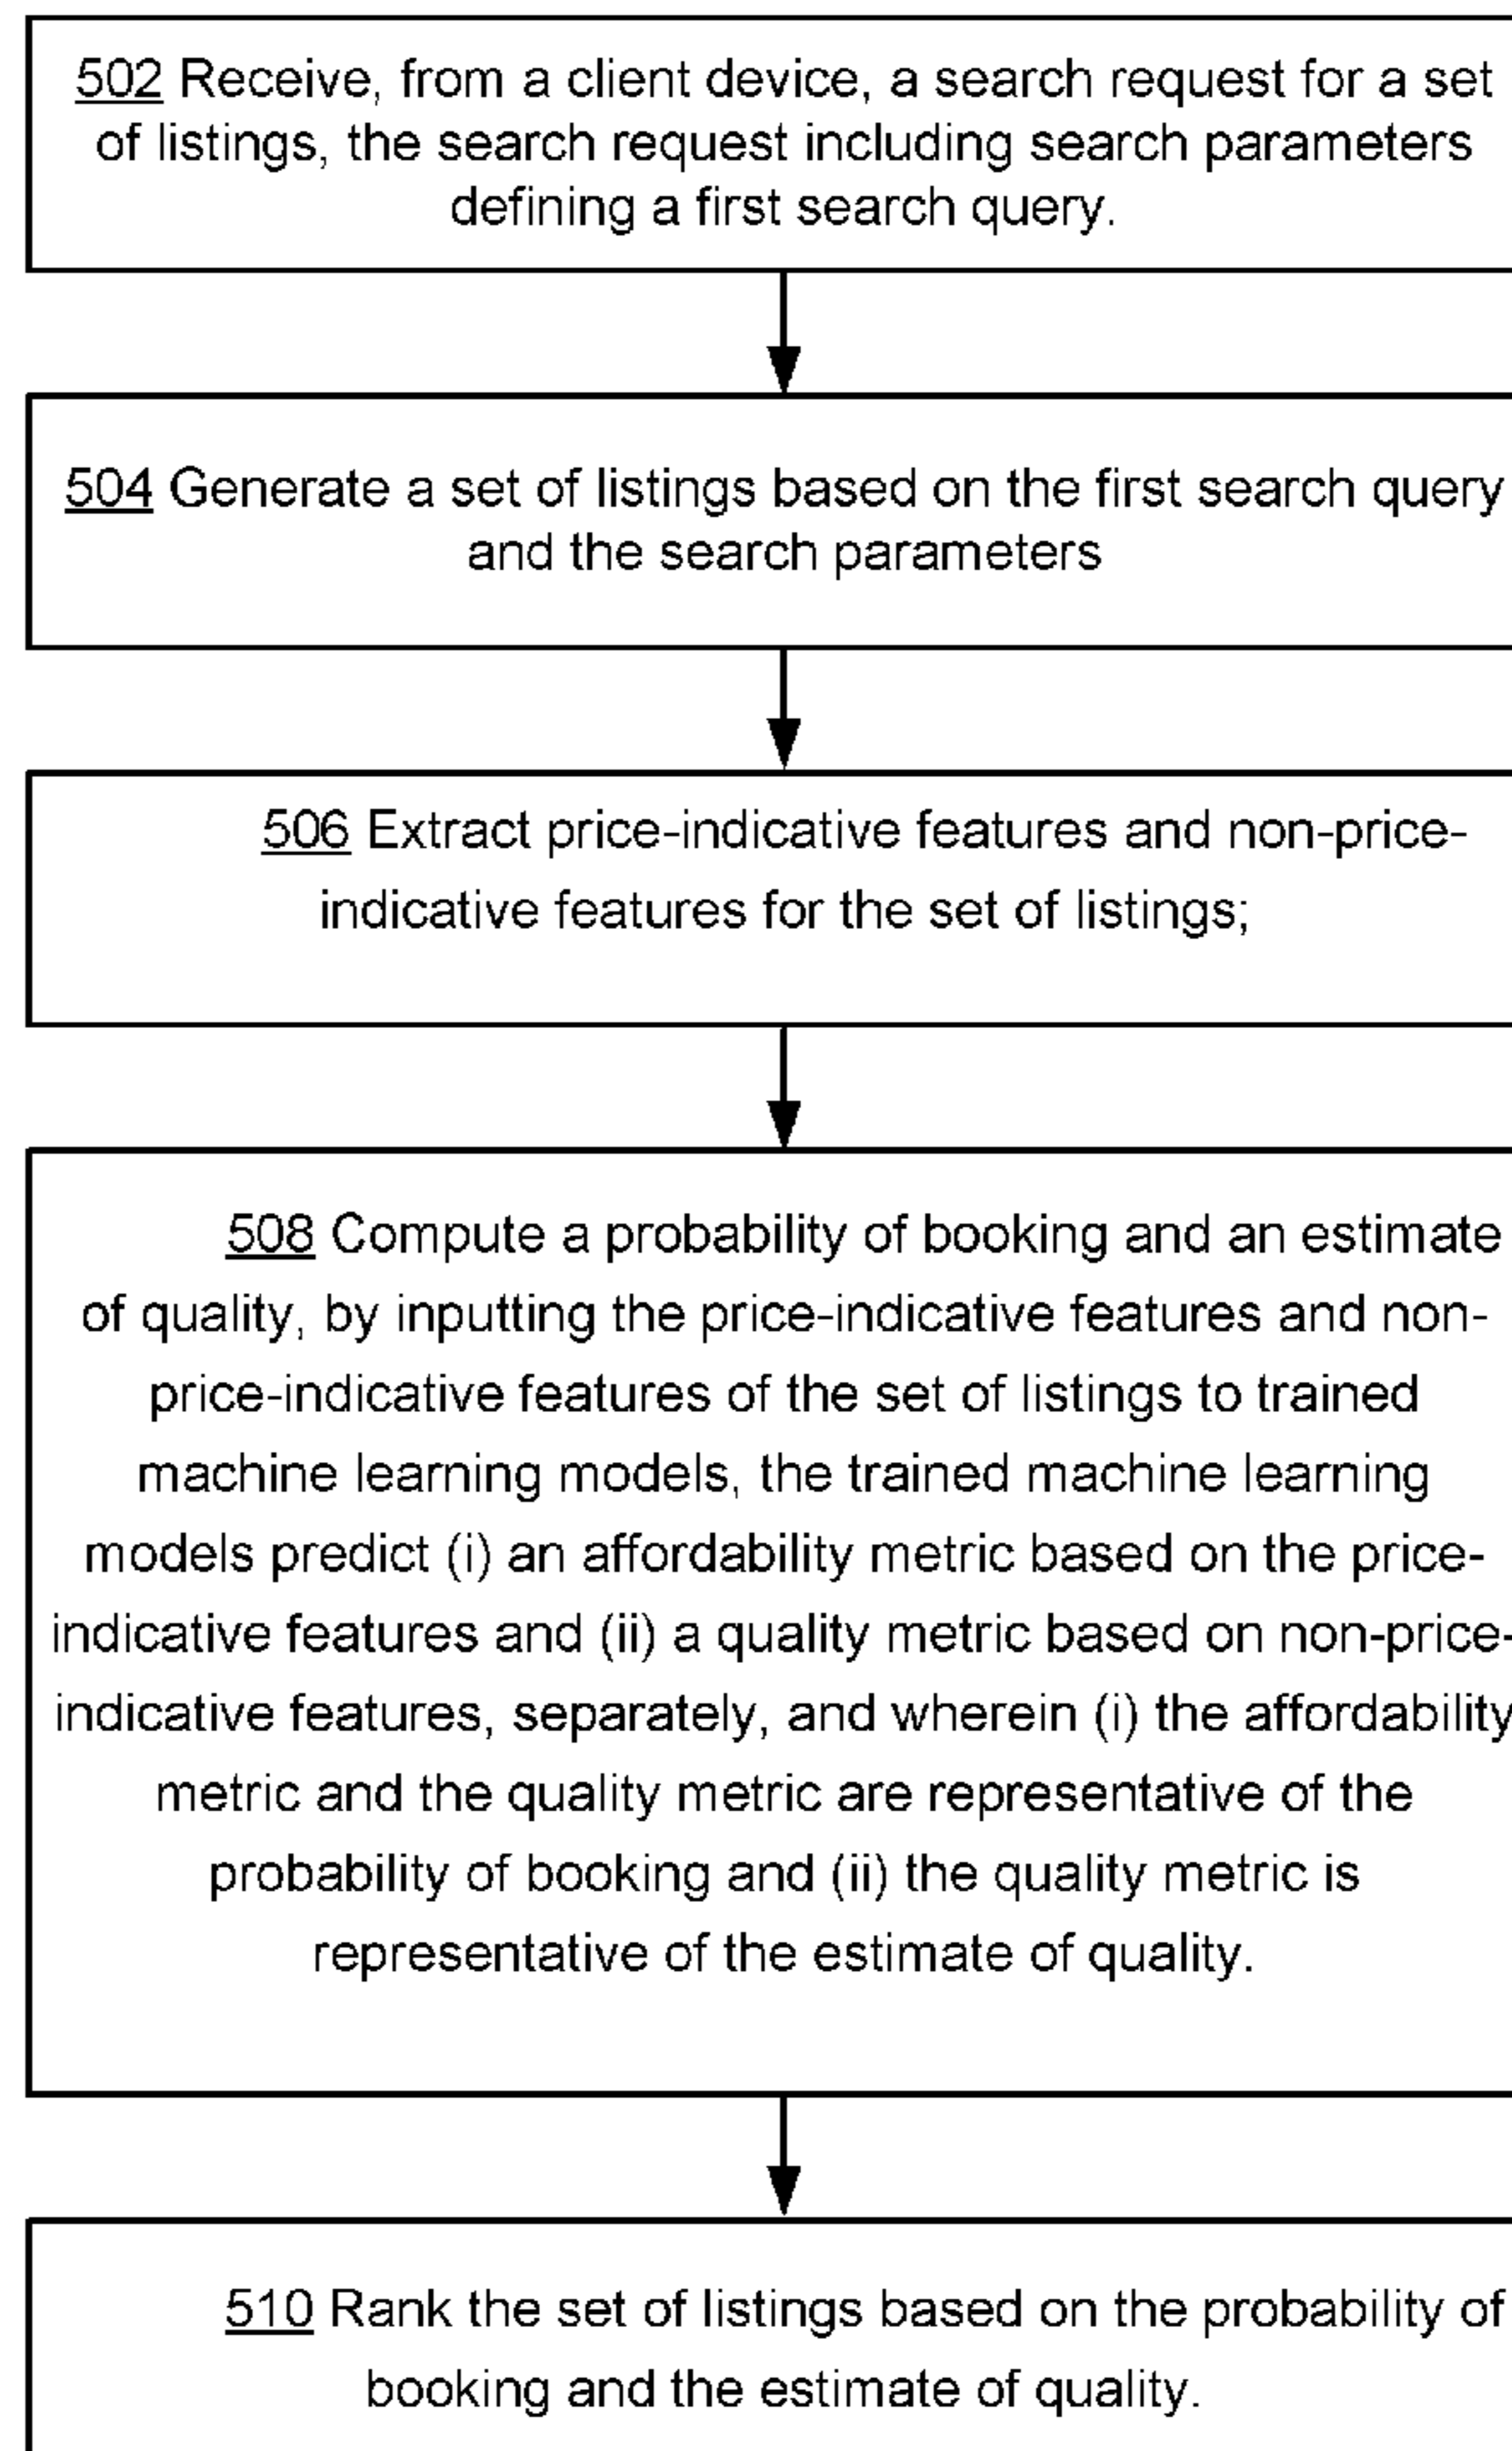 502 Receive, from a client device, a search request for a set
of listings, the search request including search parameters
defining a first search query.
504 Generate a set of listings based on the first search query
and the search parameters
506 Extract price-indicative features and non-price-
indicative features for the set of listings;
508 Compute a probability of booking and an estimate
of quality, by inputting the price-indicative features and non-
price-indicative features of the set of listings to trained
machine learning models, the trained machine learning
models predict (i) an affordability metric based on the price-
indicative features and (ii) a quality metric based on non-price-
indicative features, separately, and wherein (i) the affordability
metric and the quality metric are representative of the
probability of booking and (ii) the quality metric is
representative of the estimate of quality.
510 Rank the set of listings based on the probability of
booking and the estimate of quality.